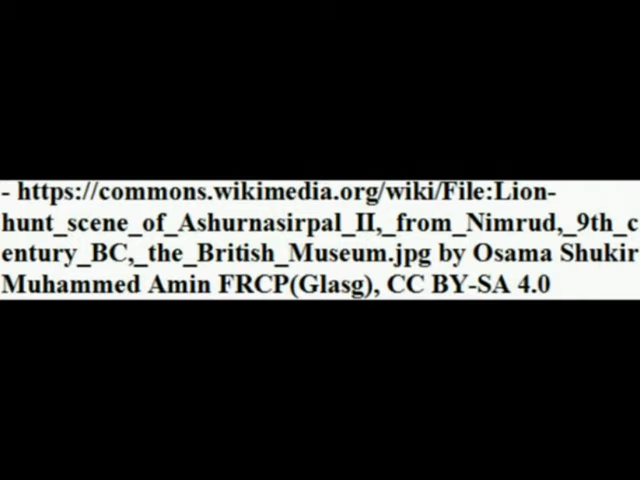 - https://commons.wikimedia.org/wiki/File:Lion-
hunt_scene_of_Ashurnasirpal_II,_from_Nimrud,_9th_c
entury_BC,_the_British_Museum.jpg by Osama Shukir
Muhammed Amin FRCP(Glasg), CC BY-SA 4.0